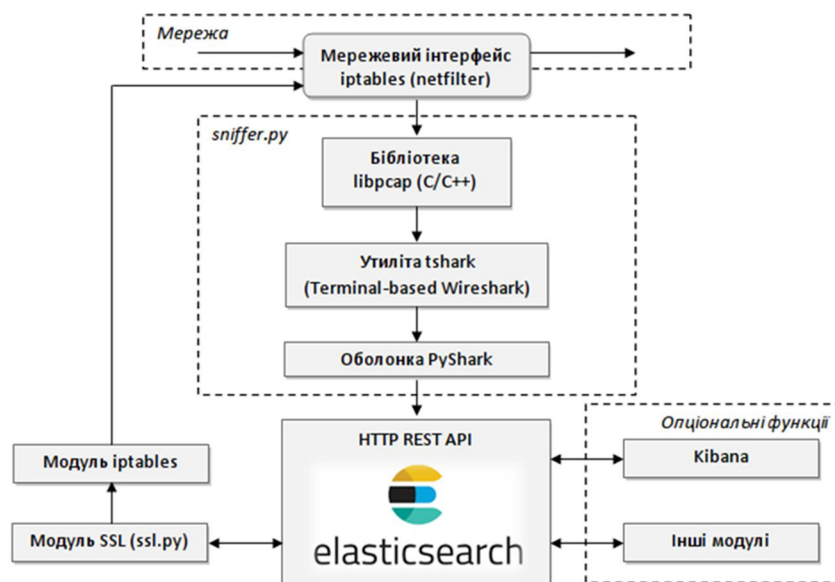 Мережа
Мережевий інтерфейс
iptables (netfilter)
sniffer.py
Бібліотека
libpcap (C/C++)
Утиліта tshark
(Terminal-based Wireshark)
Оболонка PyShark
HTTP REST API
elasticsearch
Опціональні функції
Kibana
Інші модулі
Модуль iptables
Модуль SSL (ssl.py)